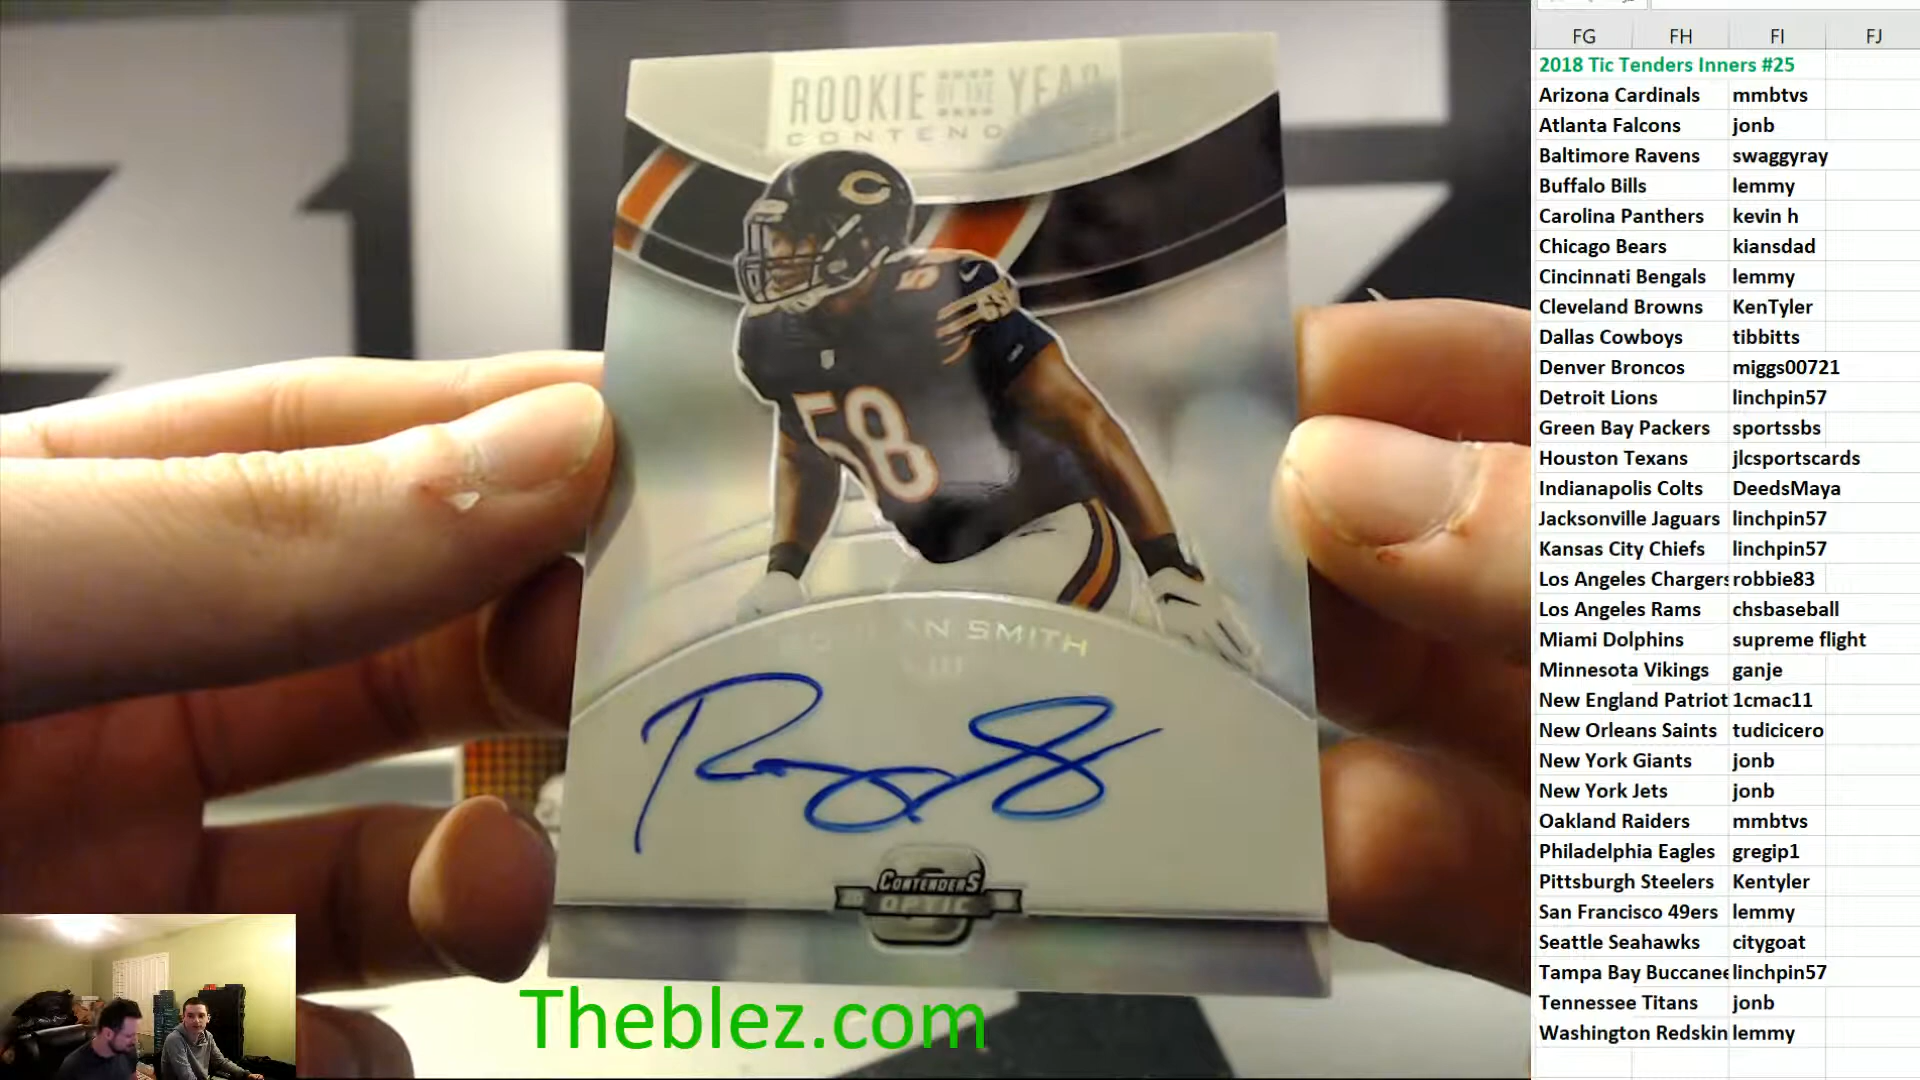 ROOKIE OF THE YEAR
SMITH
58
CONTENDERS
OPTIC
Theblez.com
FG FH FI FJ
2018 Tic Tenders Inners #25
Arizona Cardinals mmbtvs
Atlanta Falcons jonb
Baltimore Ravens swaggyray
Buffalo Bills lemmy
Carolina Panthers kevin h
Chicago Bears kiansdad
Cincinnati Bengals lemmy
Cleveland Browns KenTyler
Dallas Cowboys tibbitts
Denver Broncos miggs00721
Detroit Lions linchpin57
Green Bay Packers sportssbs
Houston Texans jlcsportscards
Indianapolis Colts DeedsMaya
Jacksonville Jaguars linchpin57
Kansas City Chiefs linchpin57
Los Angeles Chargers robbie83
Los Angeles Rams chsbaseball
Miami Dolphins supreme flight
Minnesota Vikings ganje
New England Patriot 1cmac11
New Orleans Saints tudicicero
New York Giants jonb
New York Jets jonb
Oakland Raiders mmbtvs
Philadelphia Eagles gregip1
Pittsburgh Steelers Kentyler
San Francisco 49ers lemmy
Seattle Seahawks citygoat
Tampa Bay Buccanee linchpin57
Tennessee Titans jonb
Washington Redskin lemmy